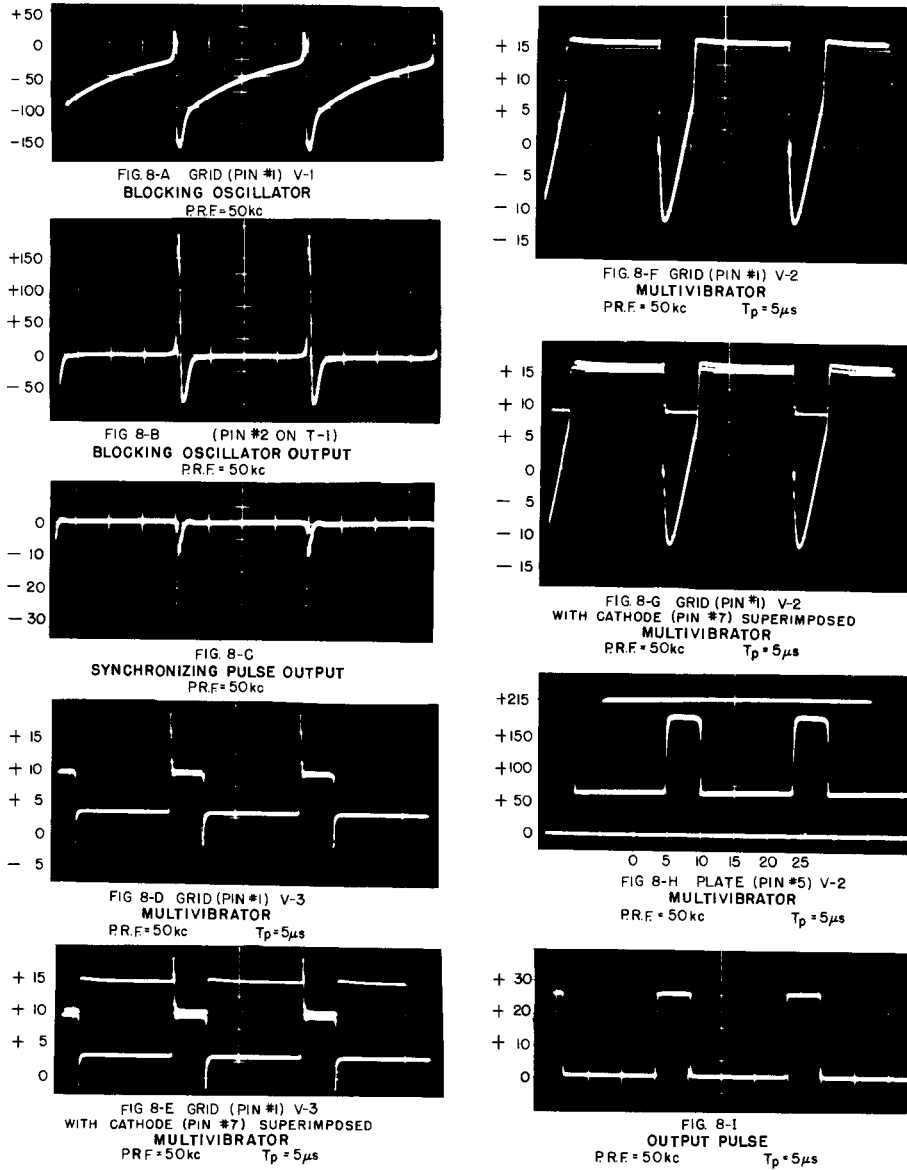 +50
0
-50
-100
-150
FIG. 8-A GRID (PIN #1) V-1
BLOCKING OSCILLATOR
P.R.F. = 50kc
+150
+100
+50
0
-50
FIG 8-B (PIN #2 ON T-1)
BLOCKING OSCILLATOR OUTPUT
P.R.F. = 50 kc
0
- 10
- 20
- 30
FIG. 8-C
SYNCHRONIZING PULSE OUTPUT
P.R.F. = 50kc
+ 15
+ 10
+ 5
0
- 5
FIG 8-D GRID (PIN #1) V-3
MULTIVIBRATOR
P.R.F. = 50kc Tp = 5µs
+ 15
+ 10
+ 5
0
FIG 8-E GRID (PIN #1) V-3
WITH CATHODE (PIN #7) SUPERIMPOSED
MULTIVIBRATOR
P.R.F = 50kc Tp = 5µs
+ 15
+ 10
+ 5
0
- 5
- 10
- 15
FIG. 8-F GRID (PIN #1) V-2
MULTIVIBRATOR
P.R.F. = 50 kc Tp = 5µs
+ 15
+ 10
+ 5
0
- 5
- 10
- 15
FIG. 8-G GRID (PIN #1) V-2
WITH CATHODE (PIN #7) SUPERIMPOSED
MULTIVIBRATOR
P.R.F. = 50kc Tp = 5µs
+215
+150
+100
+ 50
0
0 5 10 15 20 25
FIG 8-H PLATE (PIN #5) V-2
MULTIVIBRATOR
P.R.F. = 50kc Tp = 5µs
+ 30
+ 20
+ 10
0
FIG. 8-I
OUTPUT PULSE
P.R.F. = 50kc Tp = 5µs